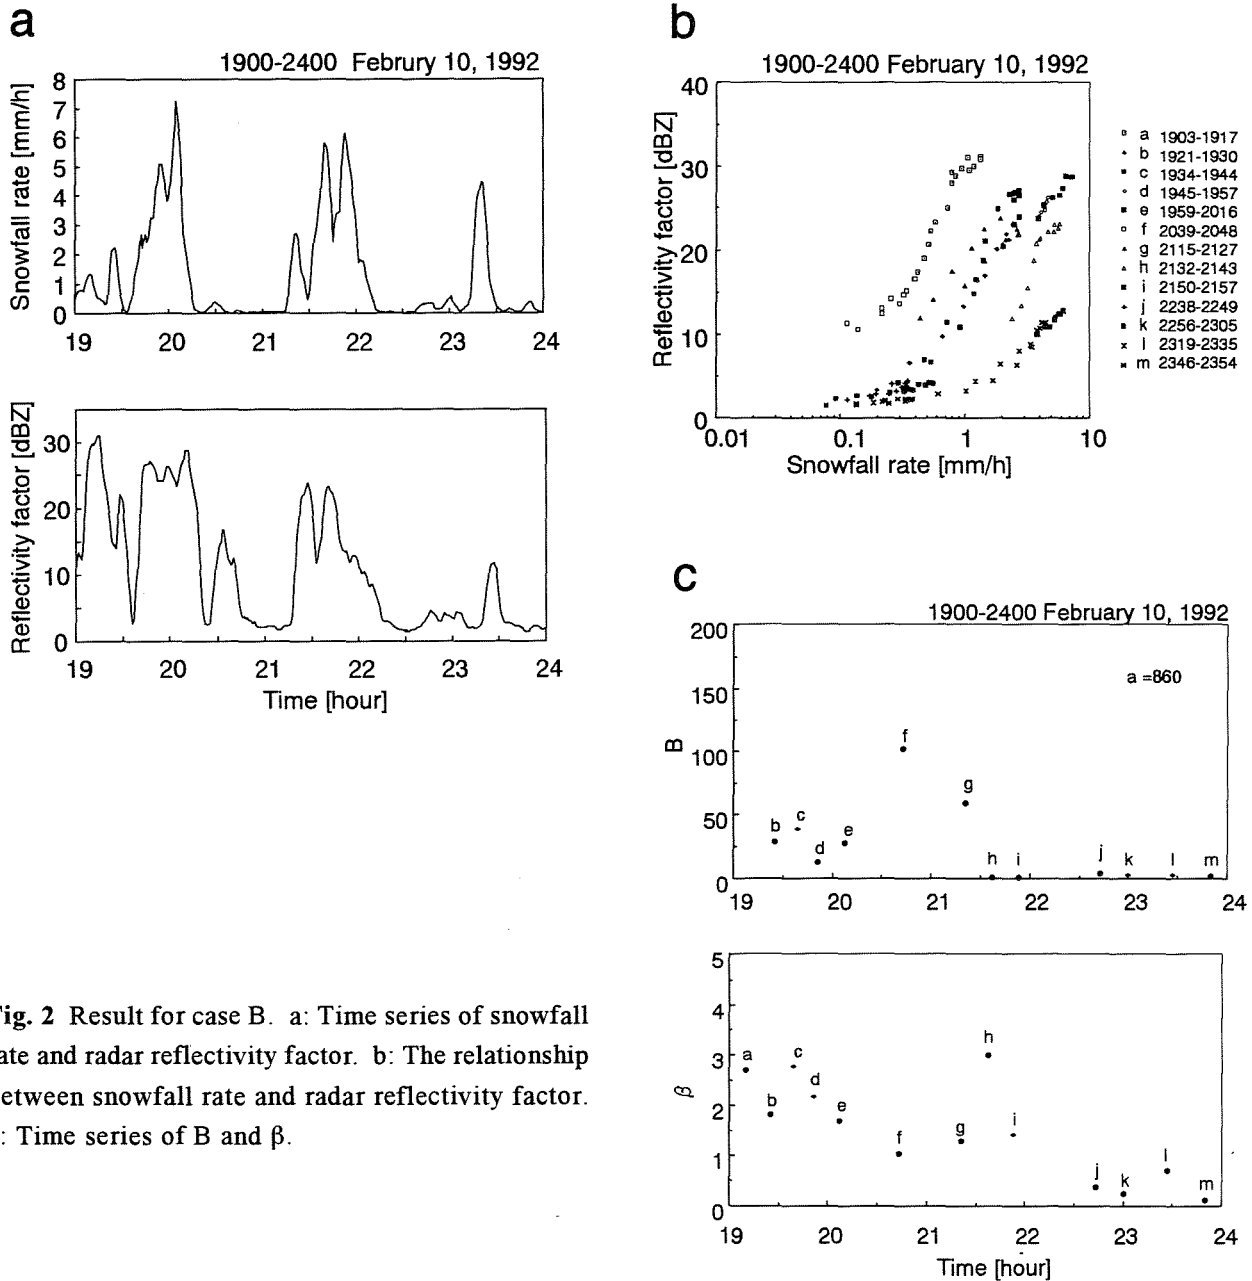 a
1900-2400 Februry 10, 1992
Snowfall rate [mm/h]
8
7
6
5
4
3
2
1
0
19 20 21 22 23 24
Reflectivity factor [dBZ]
30
20
10
0
19 20 21 22 23 24
Time [hour]
b
1900-2400 February 10, 1992
Reflectivity factor [dBZ]
40
30
20
10
0
0.01 0.1 1 10
Snowfall rate [mm/h]
a 1903-1917
b 1921-1930
c 1934-1944
d 1945-1957
e 1959-2016
f 2039-2048
g 2115-2127
h 2132-2143
i 2150-2157
j 2238-2249
k 2256-2305
l 2319-2335
m 2346-2354
c
1900-2400 February 10, 1992
B
200
150
100
50
0
a =860
b c d e f g h i j k l m
19 20 21 22 23 24
β
5
4
3
2
1
0
a b c d e f g h i j k l m
19 20 21 22 23 24
Time [hour]
ig. 2 Result for case B. a: Time series of snowfall
ate and radar reflectivity factor. b: The relationship
etween snowfall rate and radar reflectivity factor.
: Time series of B and β.